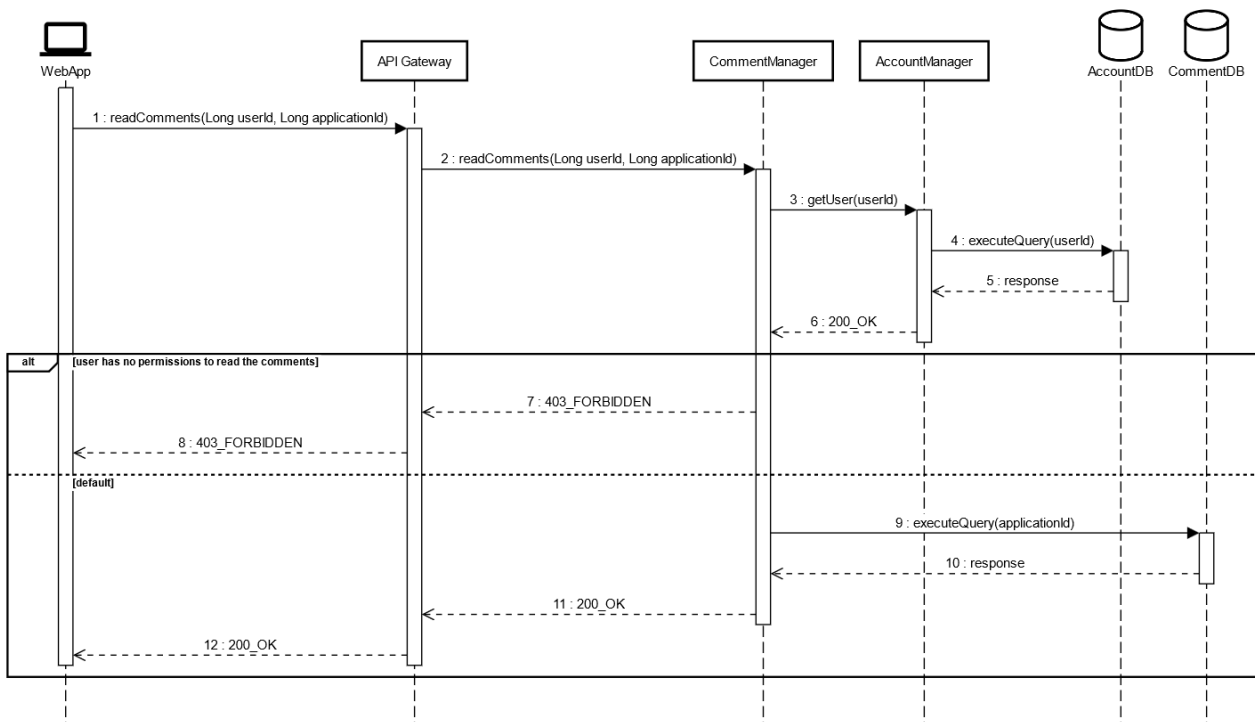 WebApp
API Gateway
CommentManager
AccountManager
AccountDB
CommentDB
1 : readComments(Long userId, Long applicationId)
2 : readComments(Long userId, Long applicationId)
3 : getUser(userId)
4 : executeQuery(userId)
5 : response
6 : 200_OK
alt
[user has no permissions to read the comments]
7 : 403_FORBIDDEN
8 : 403_FORBIDDEN
[default]
9 : executeQuery(applicationId)
10 : response
11 : 200_OK
12 : 200_OK